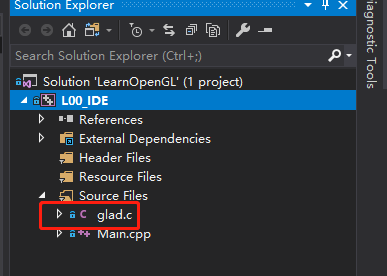 Solution Explorer
Search Solution Explorer (Ctrl+;)
Solution 'LearnOpenGL' (1 project)
L00_IDE
References
External Dependencies
Header Files
Resource Files
Source Files
C glad.c
++ Main.cpp
Diagnostic Tools